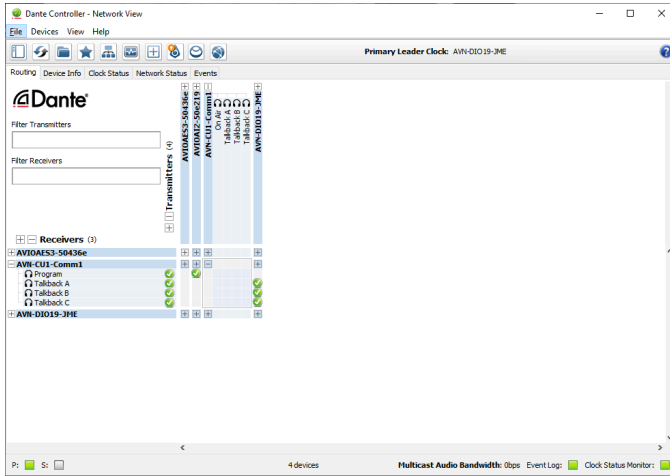 Dante Controller - Network View
File Devices View Help
Primary Leader Clock: AVN-DIO19-JME
Routing Device Info Clock Status Network Status Events
Dante
Filter Transmitters
Filter Receivers
Transmitters (4)
AVIOAES3-50436e
AVIOAI2-50e219
AVN-CU1-Comm1
On Air
Talkback A
Talkback B
Talkback C
AVN-DIO19-JME
Receivers (3)
AVIOAES3-50436e
AVN-CU1-Comm1
Program
Talkback A
Talkback B
Talkback C
AVN-DIO19-JME
P: S: 4 devices Multicast Audio Bandwidth: 0bps Event Log: Clock Status Monitor: